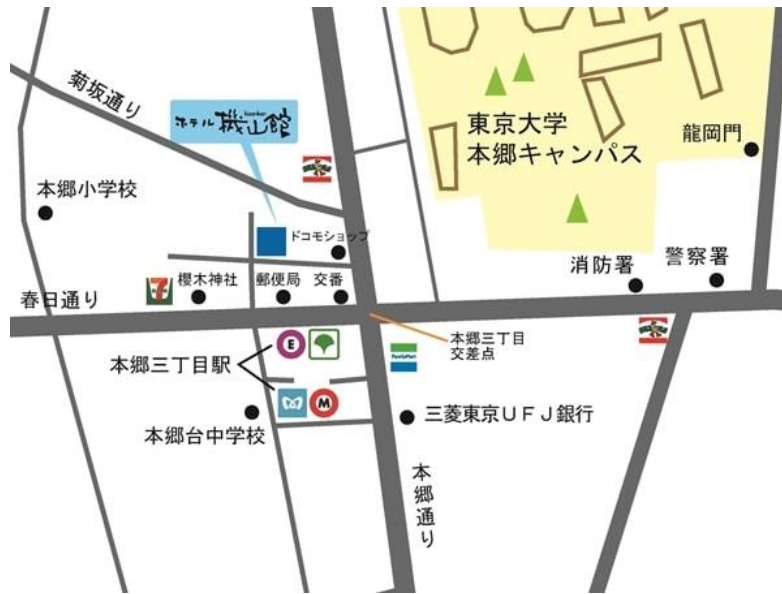 菊坂通り
ホテル機山館
東京大学
本郷キャンパス
龍岡門
本郷小学校
ドコモショップ
消防署
警察署
櫻木神社
郵便局
交番
春日通り
7
本郷三丁目
交差点
E
FamilyMart
本郷三丁目駅
M
三菱東京UFJ銀行
本郷台中学校
本郷通り